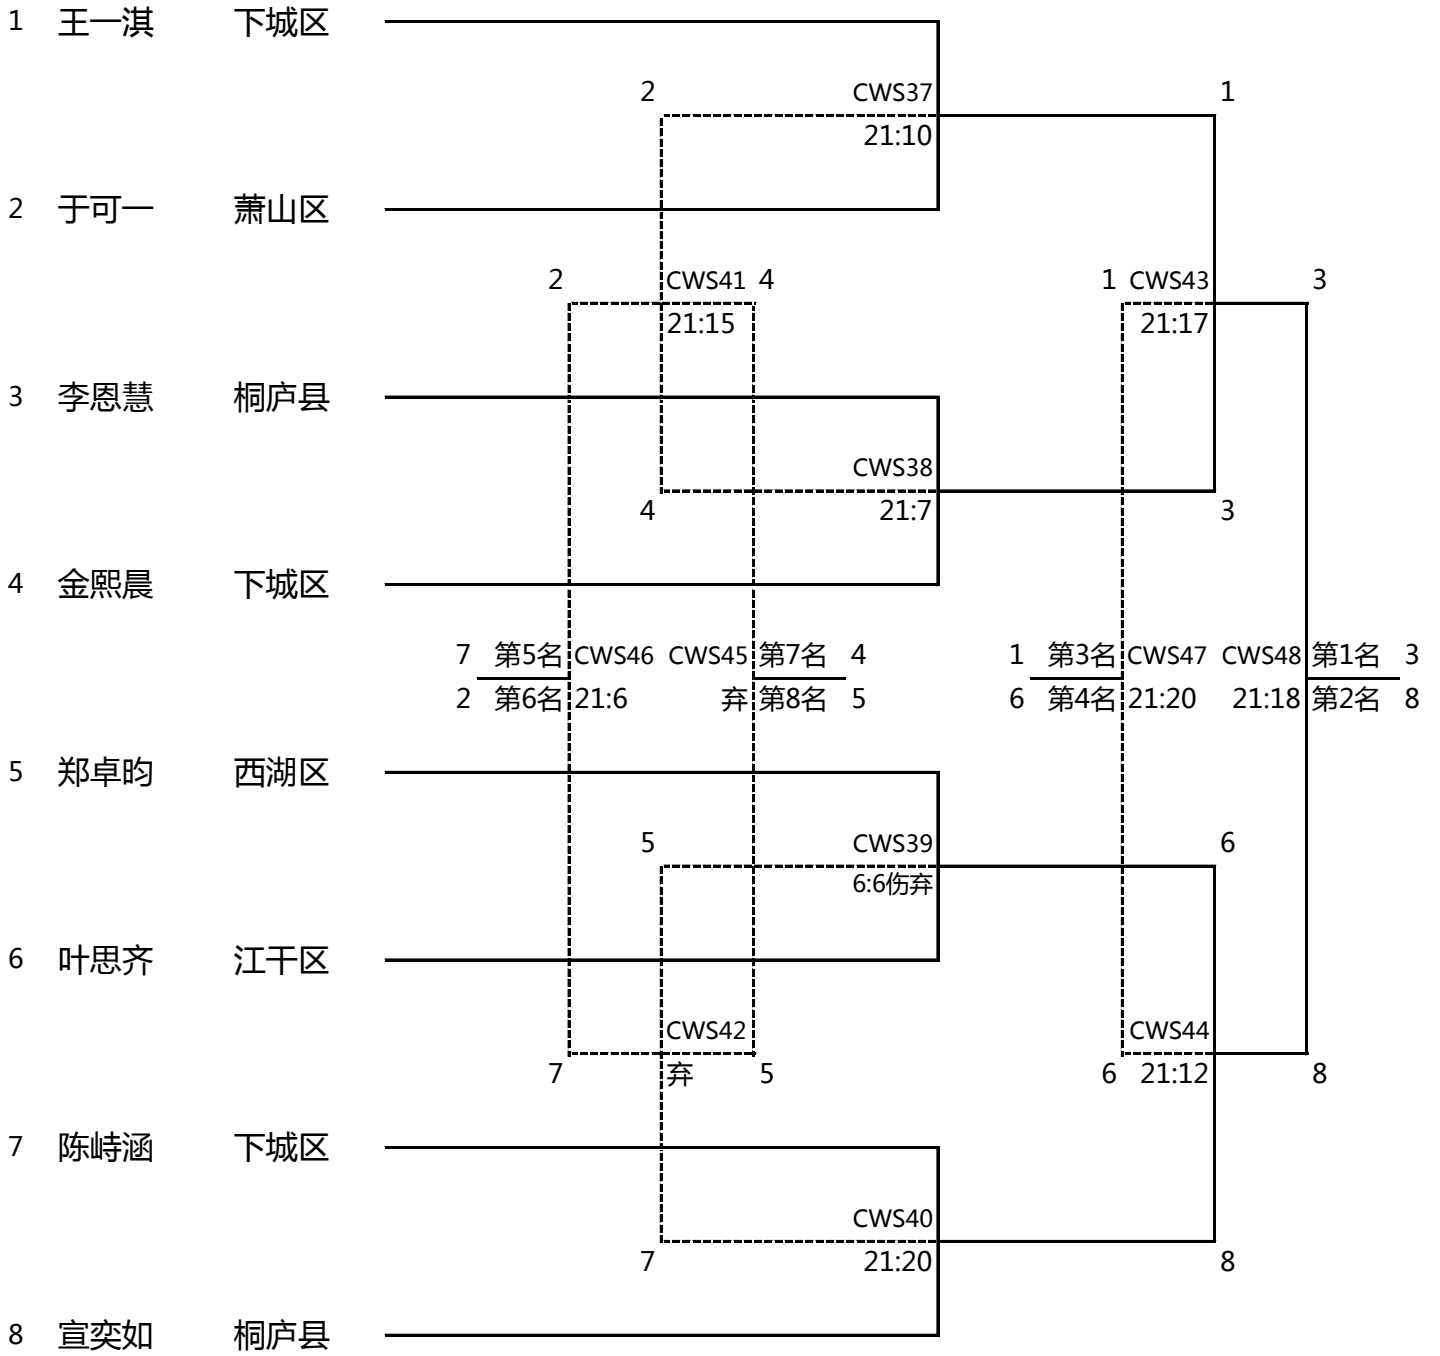 1 王一淇 下城区
2 CWS37 1
21:10
2 于可一 萧山区
2 CWS41 4 1 CWS43 3
21:15 21:17
3 李恩慧 桐庐县
CWS38
4 21:7 3
4 金熙晨 下城区
7 第5名 CWS46 CWS45 第7名 4 1 第3名 CWS47 CWS48 第1名 3
2 第6名 21:6 弃 第8名 5 6 第4名 21:20 21:18 第2名 8
5 郑卓昀 西湖区
5 CWS39 6
6:6伤弃
6 叶思齐 江干区
CWS42 CWS44
7 弃 5 6 21:12 8
7 陈峙涵 下城区
CWS40
7 21:20 8
8 宣奕如 桐庐县